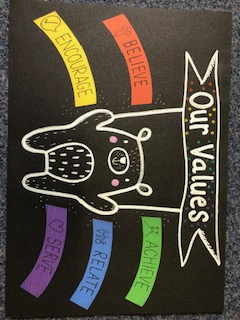 Our Values
BELIEVE
ENCOURAGE
ACHIEVE
RELATE
SERVE